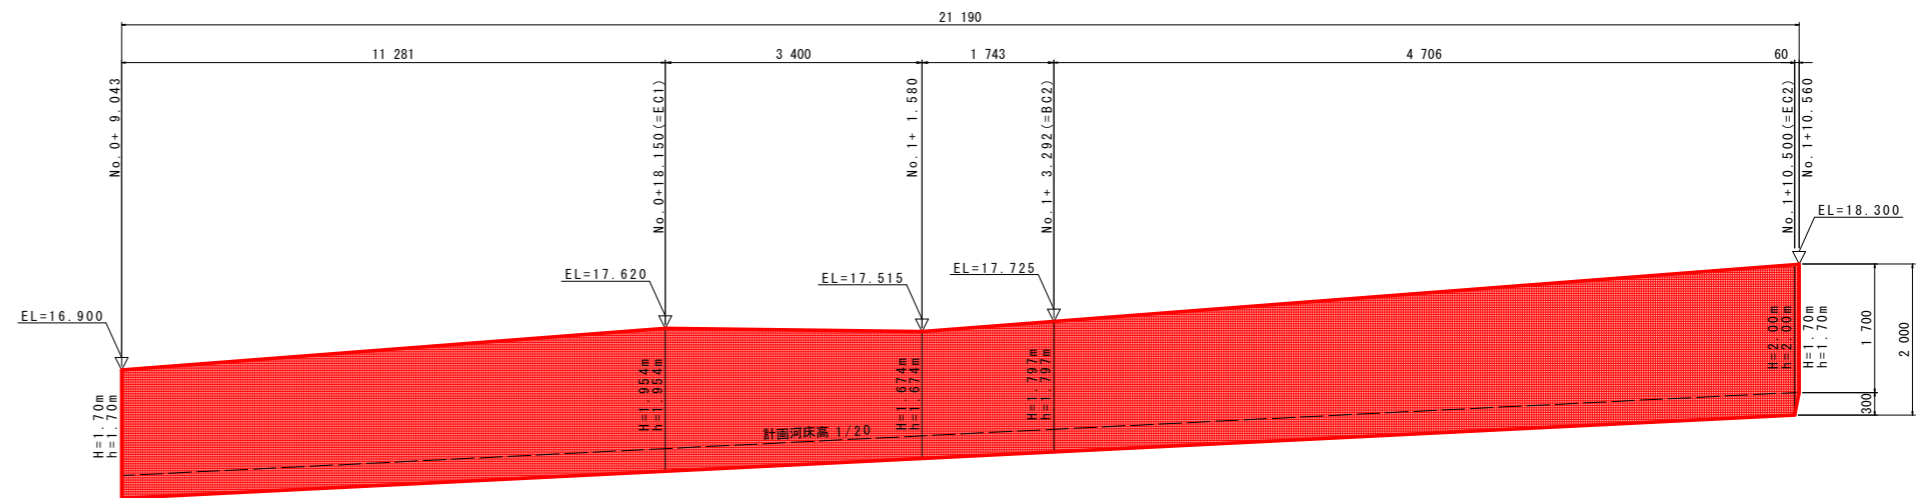 21 190
11 281
3 400
1 743
4 706
60
No.0+ 9.043
No.0+18.150(=EC1)
No.1+ 1.580
No.1+ 3.292(=BC2)
No.1+10.500(=EC2)
No.1+10.560
EL=16.900
EL=17.620
EL=17.515
EL=17.725
EL=18.300
H=1.70m
h=1.70m
H=1.954m
h=1.954m
H=1.674m
h=1.674m
H=1.797m
h=1.797m
H=2.00m
h=2.00m
H=1.70m
h=1.70m
1 700
300
2 000
計画河床高 1/20